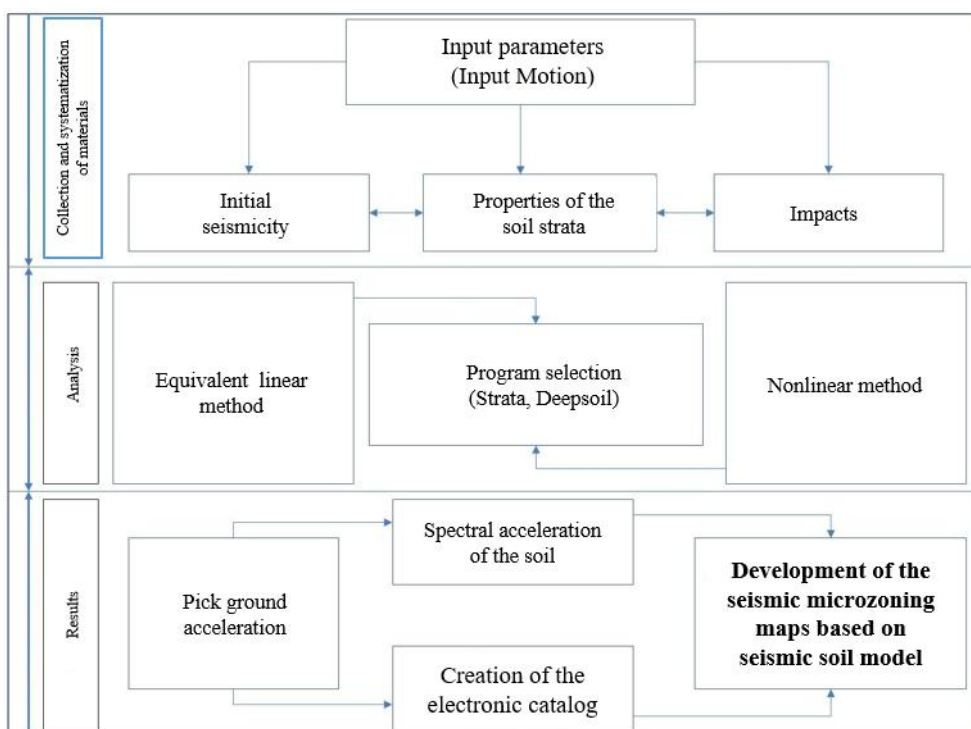 Input parameters
(Input Motion)
Collection and systematization
of materials
Initial
seismicity
Properties of the
soil strata
Impacts
Analysis
Equivalent linear
method
Program selection
(Strata, Deepsoil)
Nonlinear method
Results
Pick ground
acceleration
Spectral acceleration
of the soil
Creation of the
electronic catalog
Development of the
seismic microzoning
maps based on
seismic soil model